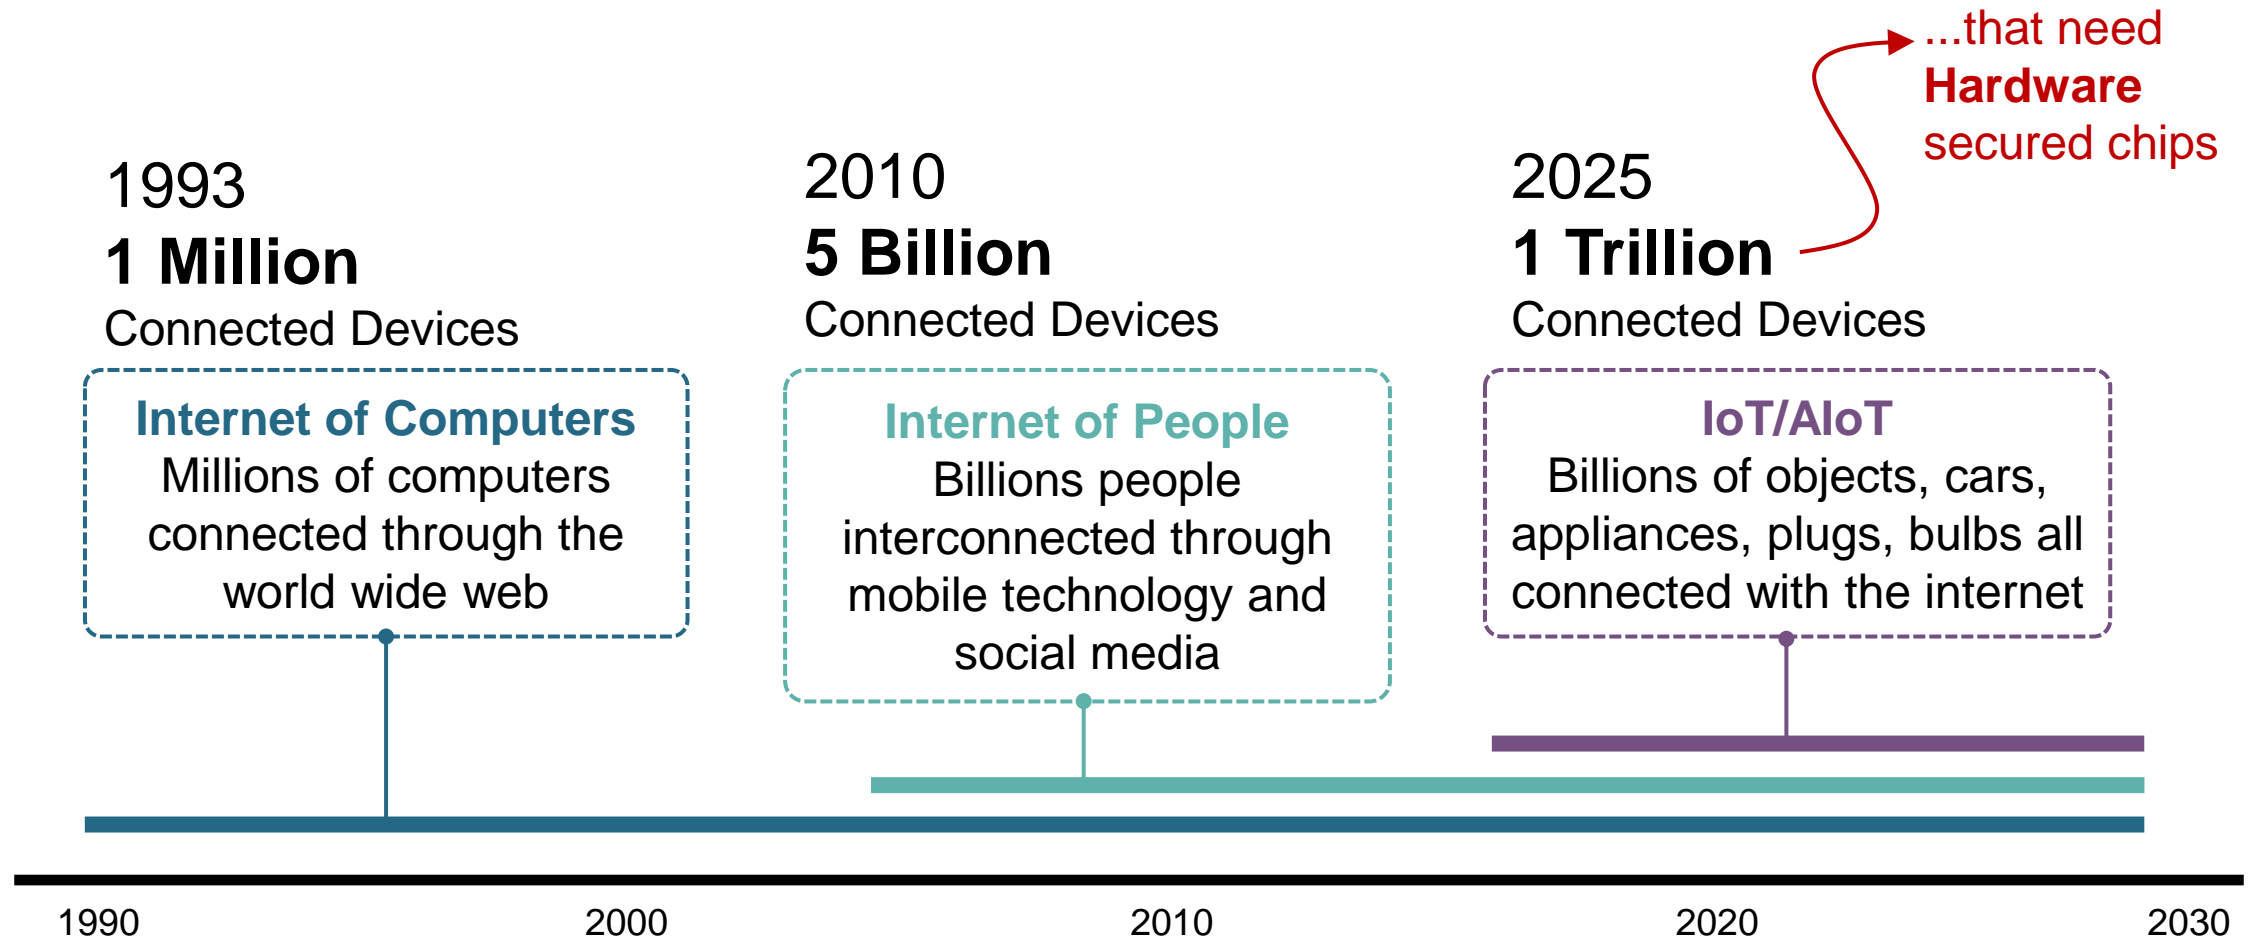 ...that need
Hardware
secured chips
1993
1 Million
Connected Devices
Internet of Computers
Millions of computers
connected through the
world wide web
2010
5 Billion
Connected Devices
Internet of People
Billions people
interconnected through
mobile technology and
social media
2025
1 Trillion
Connected Devices
IoT/AIoT
Billions of objects, cars,
appliances, plugs, bulbs all
connected with the internet
1990
2000
2010
2020
2030